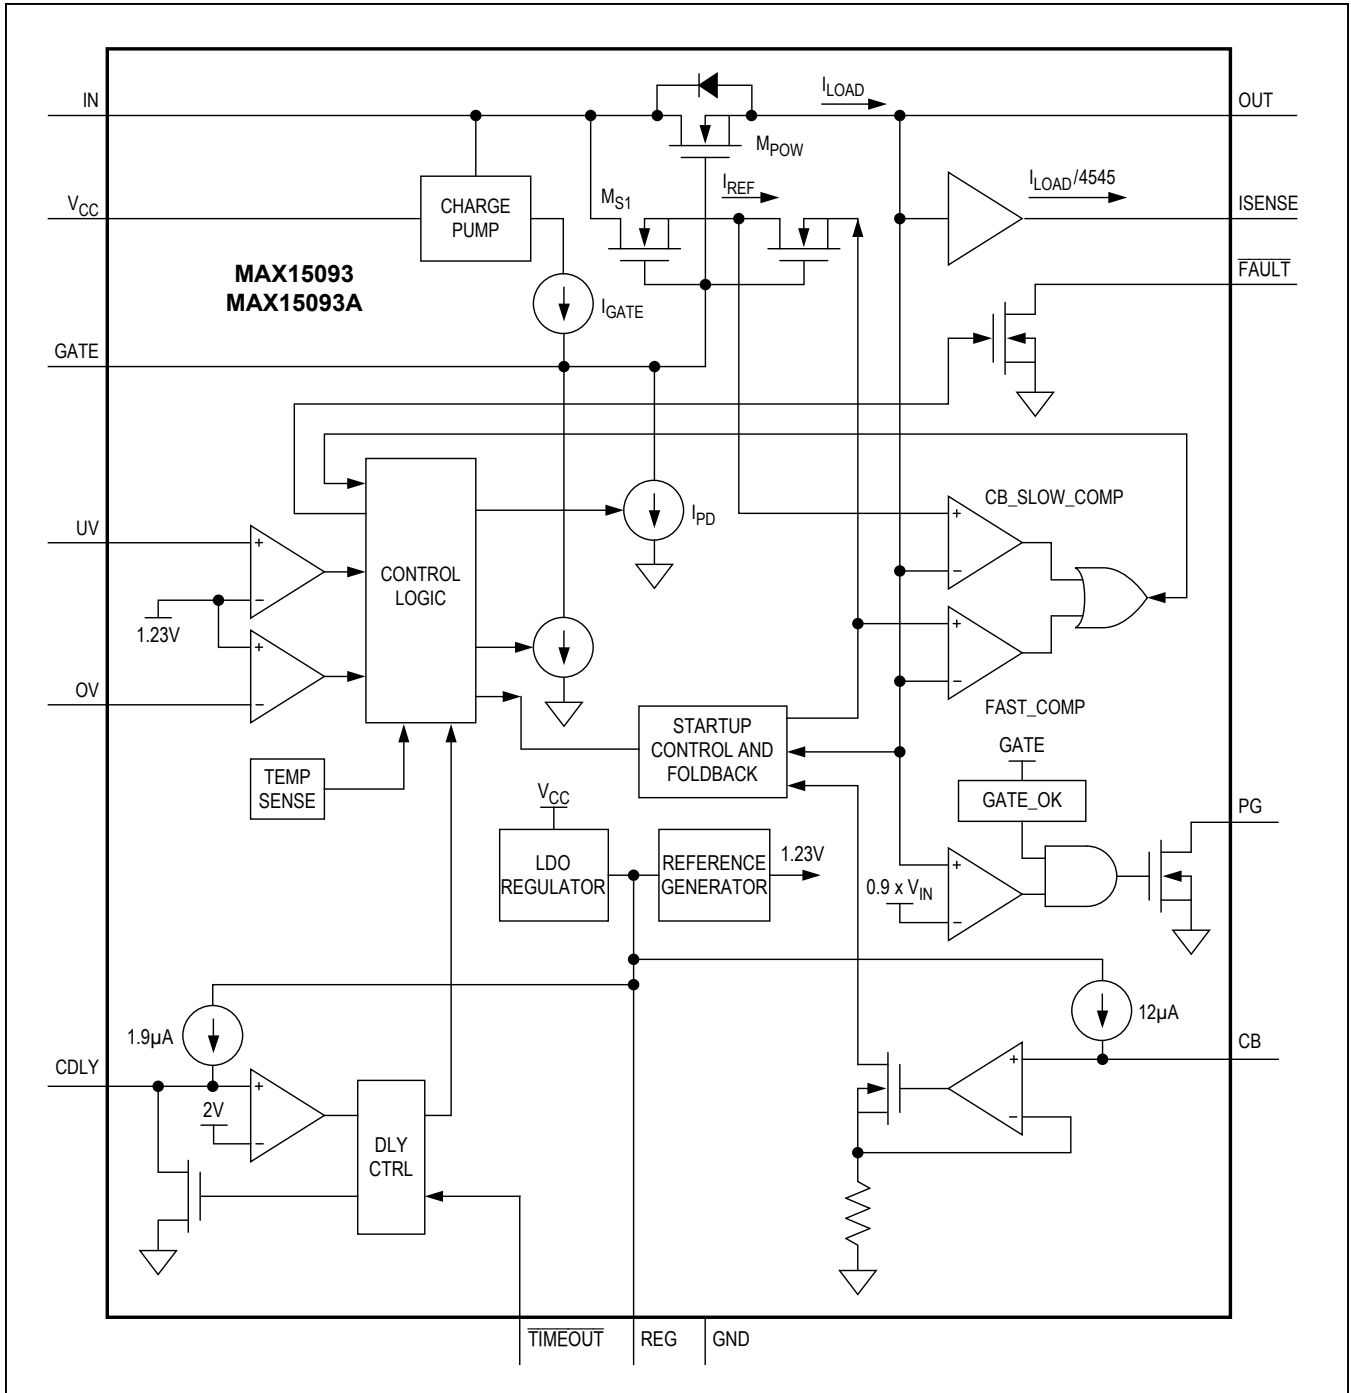 IN
I_LOAD
OUT
M_POW
V_CC
CHARGE
PUMP
M_S1
I_REF
I_LOAD/4545
ISENSE
MAX15093
MAX15093A
I_GATE
FAULT
GATE
UV
CONTROL
LOGIC
I_PD
CB_SLOW_COMP
+
−
+
−
1.23V
+
−
+
−
OV
FAST_COMP
STARTUP
CONTROL AND
FOLDBACK
TEMP
SENSE
GATE
GATE_OK
PG
V_CC
LDO
REGULATOR
REFERENCE
GENERATOR
1.23V
0.9 x V_IN
+
−
1.9µA
12µA
CDLY
CB
+
−
2V
+
−
DLY
CTRL
TIMEOUT
REG
GND